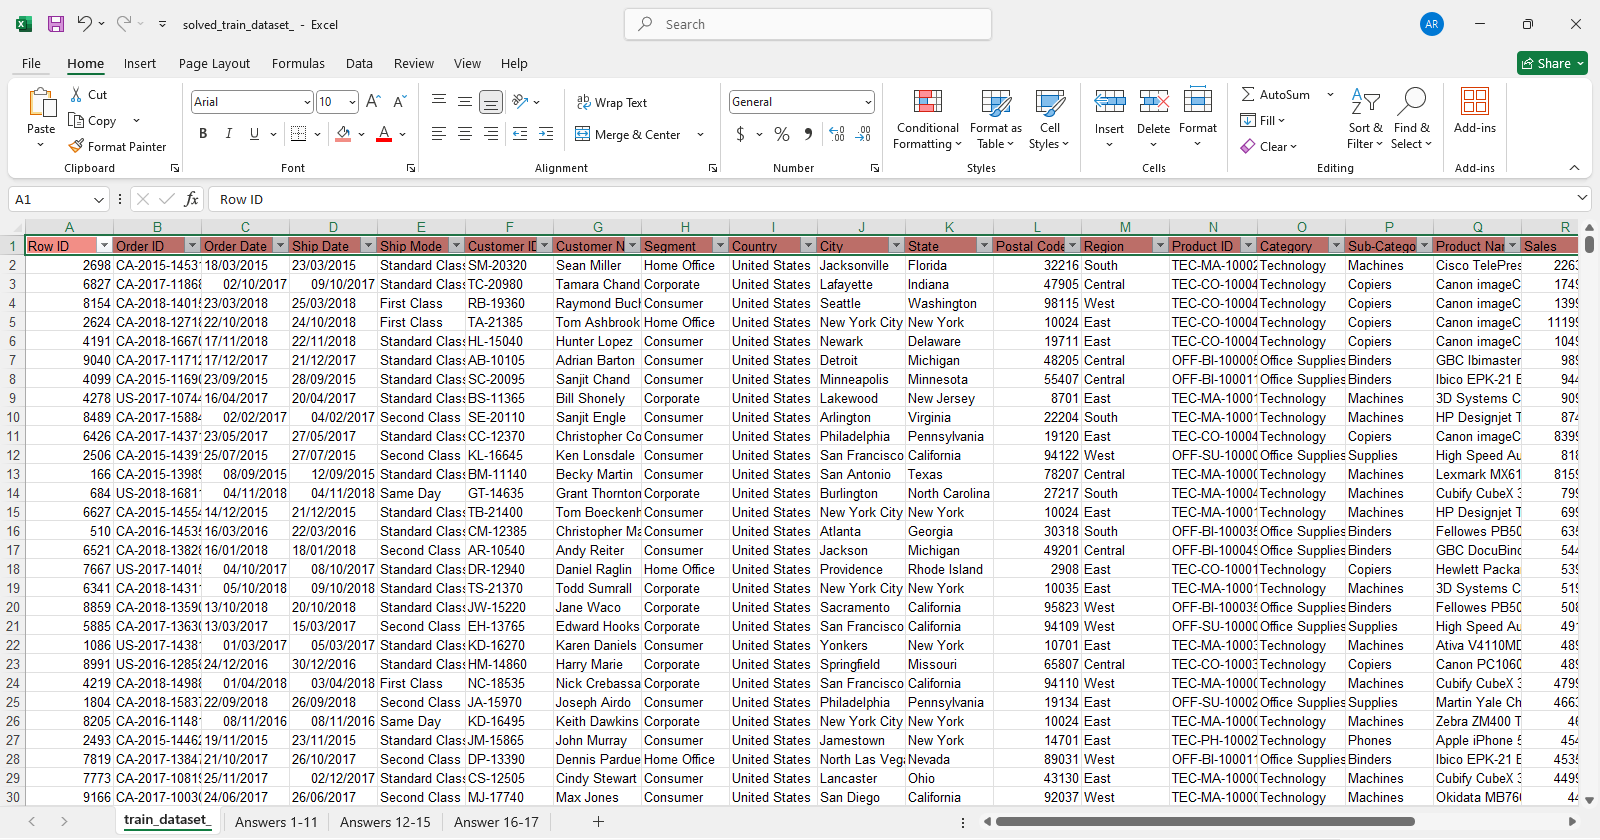 solved_train_dataset_ - Excel
Search
AR
File Home Insert Page Layout Formulas Data Review View Help
Share
Paste
Cut
Copy
Format Painter
Clipboard
Arial 10
B I U
Font
Wrap Text
Merge & Center
Alignment
General
$ % 9
Number
Conditional Formatting
Format as Table
Cell Styles
Styles
Insert Delete Format
Cells
AutoSum
Fill
Clear
Sort & Filter
Find & Select
Editing
Add-ins
Add-ins
A1 fx Row ID
A B C D E F G H I J K L M N O P Q R
1 Row ID Order ID Order Date Ship Date Ship Mode Customer ID Customer N Segment Country City State Postal Code Region Product ID Category Sub-Catego Product Nar Sales
2 2698 CA-2015-1453 18/03/2015 23/03/2015 Standard Clas SM-20320 Sean Miller Home Office United States Jacksonville Florida 32216 South TEC-MA-1000 Technology Machines Cisco TelePres 2263
3 6827 CA-2017-1186 02/10/2017 09/10/2017 Standard Clas TC-20980 Tamara Chand Corporate United States Lafayette Indiana 47905 Central TEC-CO-1000 Technology Copiers Canon imageC 1749
4 8154 CA-2018-1401 23/03/2018 25/03/2018 First Class RB-19360 Raymond Buc Consumer United States Seattle Washington 98115 West TEC-CO-1000 Technology Copiers Canon imageC 1399
5 2624 CA-2018-1271 22/10/2018 24/10/2018 First Class TA-21385 Tom Ashbrook Home Office United States New York City New York 10024 East TEC-CO-1000 Technology Copiers Canon imageC 11199
6 4191 CA-2018-1667 17/11/2018 22/11/2018 Standard Clas HL-15040 Hunter Lopez Consumer United States Newark Delaware 19711 East TEC-CO-1000 Technology Copiers Canon imageC 1049
7 9040 CA-2017-1171 17/12/2017 21/12/2017 Standard Clas AB-10105 Adrian Barton Consumer United States Detroit Michigan 48205 Central OFF-BI-10000 Office Supplies Binders GBC Ibimaster 989
8 4099 CA-2015-1169 23/09/2015 28/09/2015 Standard Clas SC-20095 Sanjit Chand Consumer United States Minneapolis Minnesota 55407 Central OFF-BI-10001 Office Supplies Binders Ibico EPK-21 E 944
9 4278 US-2017-1074 16/04/2017 20/04/2017 Standard Clas BS-11365 Bill Shonely Corporate United States Lakewood New Jersey 8701 East TEC-MA-1000 Technology Machines 3D Systems C 909
10 8489 CA-2017-1588 02/02/2017 04/02/2017 Second Class SE-20110 Sanjit Engle Consumer United States Arlington Virginia 22204 South TEC-MA-1000 Technology Machines HP Designjet T 874
11 6426 CA-2017-1437 23/05/2017 27/05/2017 Standard Clas CC-12370 Christopher Co Consumer United States Philadelphia Pennsylvania 19120 East TEC-CO-1000 Technology Copiers Canon imageC 8399
12 2506 CA-2015-1439 25/07/2015 27/07/2015 Second Class KL-16645 Ken Lonsdale Consumer United States San Francisco California 94122 West OFF-SU-1000 Office Supplies Supplies High Speed Au 818
13 166 CA-2015-1398 08/09/2015 12/09/2015 Standard Clas BM-11140 Becky Martin Consumer United States San Antonio Texas 78207 Central TEC-MA-1000 Technology Machines Lexmark MX61 8159
14 684 US-2018-1681 04/11/2018 04/11/2018 Same Day GT-14635 Grant Thornton Corporate United States Burlington North Carolina 27217 South TEC-MA-1000 Technology Machines Cubify CubeX 3 799
15 6627 CA-2015-1455 14/12/2015 21/12/2015 Standard Clas TB-21400 Tom Boeckenh Consumer United States New York City New York 10024 East TEC-MA-1000 Technology Machines HP Designjet T 699
16 510 CA-2016-1453 16/03/2016 22/03/2016 Standard Clas CM-12385 Christopher Ma Consumer United States Atlanta Georgia 30318 South OFF-BI-10003 Office Supplies Binders Fellowes PB50 635
17 6521 CA-2018-1382 16/01/2018 18/01/2018 Second Class AR-10540 Andy Reiter Consumer United States Jackson Michigan 49201 Central OFF-BI-10004 Office Supplies Binders GBC DocuBind 544
18 7667 US-2017-1401 04/10/2017 08/10/2017 Standard Clas DR-12940 Daniel Raglin Home Office United States Providence Rhode Island 2908 East TEC-CO-1000 Technology Copiers Hewlett Packa 539
19 6341 CA-2018-1431 05/10/2018 09/10/2018 Standard Clas TS-21370 Todd Sumrall Corporate United States New York City New York 10035 East TEC-MA-1000 Technology Machines 3D Systems C 519
20 8859 CA-2018-1359 13/10/2018 20/10/2018 Standard Clas JW-15220 Jane Waco Corporate United States Sacramento California 95823 West OFF-BI-10003 Office Supplies Binders Fellowes PB50 508
21 5885 CA-2017-1363 13/03/2017 15/03/2017 Second Class EH-13765 Edward Hooks Corporate United States San Francisco California 94109 West OFF-SU-1000 Office Supplies Supplies High Speed Au 491
22 1086 US-2017-1438 01/03/2017 05/03/2017 Standard Clas KD-16270 Karen Daniels Consumer United States Yonkers New York 10701 East TEC-MA-1000 Technology Machines Ativa V4110MD 489
23 8991 US-2016-1285 24/12/2016 30/12/2016 Standard Clas HM-14860 Harry Marie Corporate United States Springfield Missouri 65807 Central TEC-CO-1000 Technology Copiers Canon PC1060 489
24 4219 CA-2018-1498 01/04/2018 03/04/2018 First Class NC-18535 Nick Crebassa Corporate United States San Francisco California 94110 West TEC-MA-1000 Technology Machines Cubify CubeX 3 4799
25 1804 CA-2018-1583 22/09/2018 26/09/2018 Second Class JA-15970 Joseph Airdo Consumer United States Philadelphia Pennsylvania 19134 East OFF-SU-1000 Office Supplies Supplies Martin Yale Ch 4663
26 8205 CA-2016-1148 08/11/2016 08/11/2016 Same Day KD-16495 Keith Dawkins Corporate United States New York City New York 10024 East TEC-MA-1000 Technology Machines Zebra ZM400 T 46
27 2493 CA-2015-1446 19/11/2015 23/11/2015 Standard Clas JM-15865 John Murray Consumer United States Jamestown New York 14701 East TEC-PH-1000 Technology Phones Apple iPhone 5 454
28 7819 CA-2017-1384 21/10/2017 26/10/2017 Second Class DP-13390 Dennis Pardue Home Office United States North Las Veg Nevada 89031 West OFF-BI-10001 Office Supplies Binders Ibico EPK-21 E 4535
29 7773 CA-2017-1081 25/11/2017 02/12/2017 Standard Clas CS-12505 Cindy Stewart Consumer United States Lancaster Ohio 43130 East TEC-MA-1000 Technology Machines Cubify CubeX 3 4499
30 9166 CA-2017-1003 24/06/2017 26/06/2017 Second Class MJ-17740 Max Jones Consumer United States San Diego California 92037 West TEC-MA-1000 Technology Machines Okidata MB76 44
train_dataset_ Answers 1-11 Answers 12-15 Answer 16-17